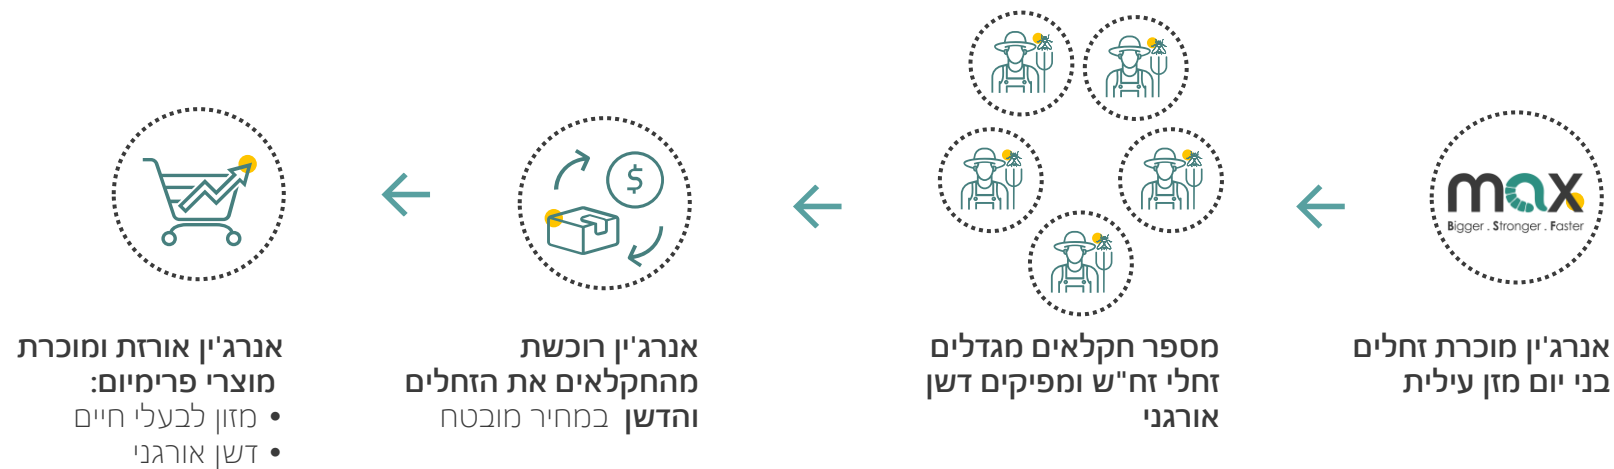 max
Bigger . Stronger . Faster
אנרג'ין מוכרת זחלים
בני יום מזן עילית
מספר חקלאים מגדלים
זחלי זח"ש ומפיקים דשן
אורגני
$
אנרג'ין רוכשת
מהחקלאים את הזחלים
והדשן במחיר מובטח
אנרג'ין אורזת ומוכרת
מוצרי פרימיום:
• מזון לבעלי חיים
• דשן אורגני